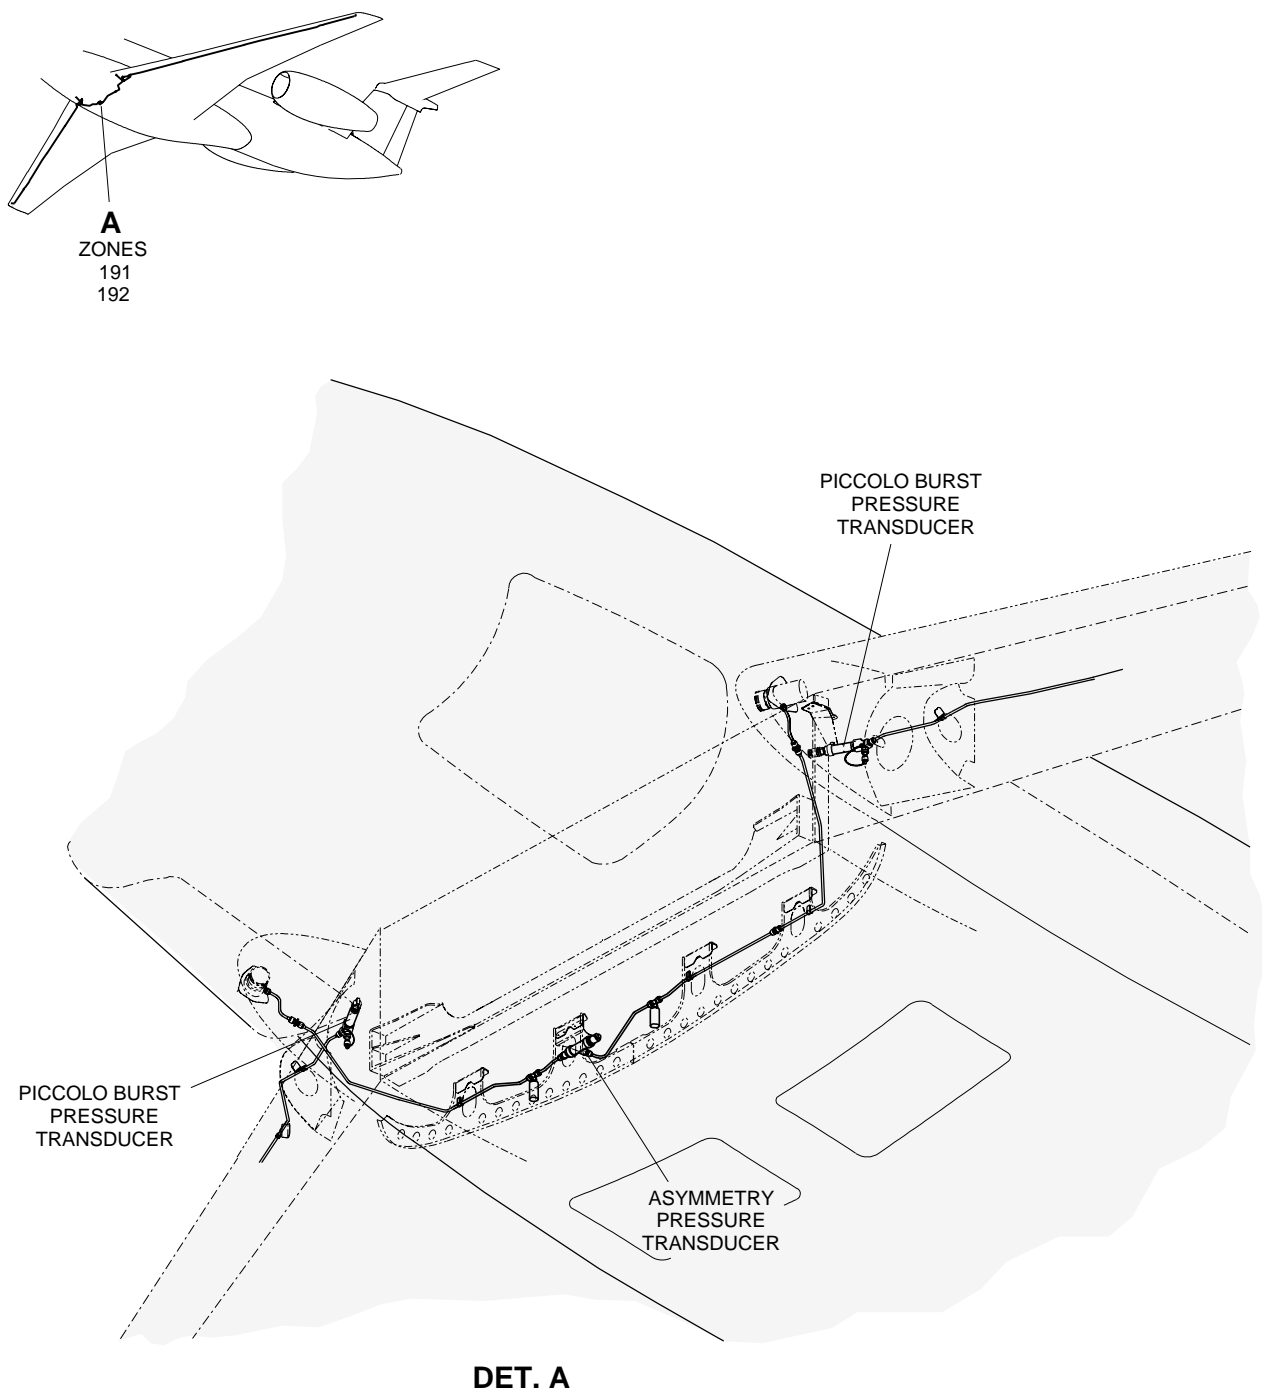 A
ZONES
191
192
PICCOLO BURST
PRESSURE
TRANSDUCER
PICCOLO BURST
PRESSURE
TRANSDUCER
ASYMMETRY
PRESSURE
TRANSDUCER
DET. A